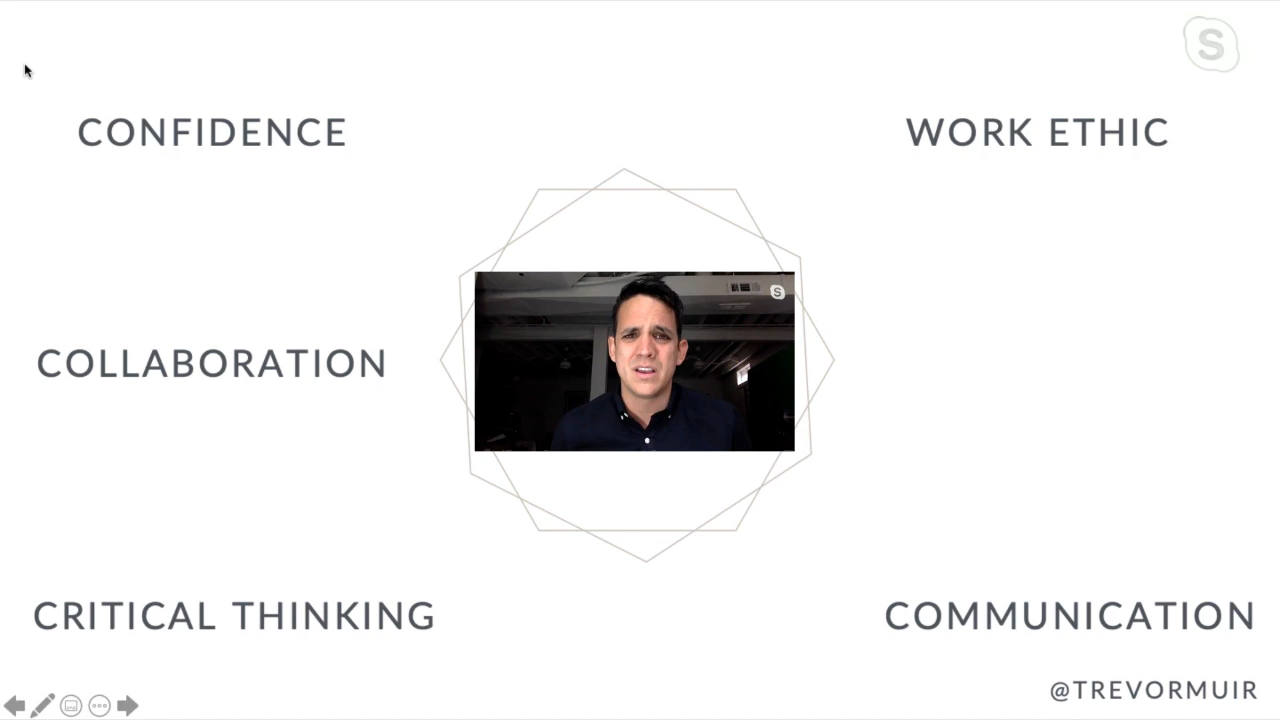 S
CONFIDENCE
WORK ETHIC
S
COLLABORATION
CRITICAL THINKING
COMMUNICATION
@TREVORMUIR